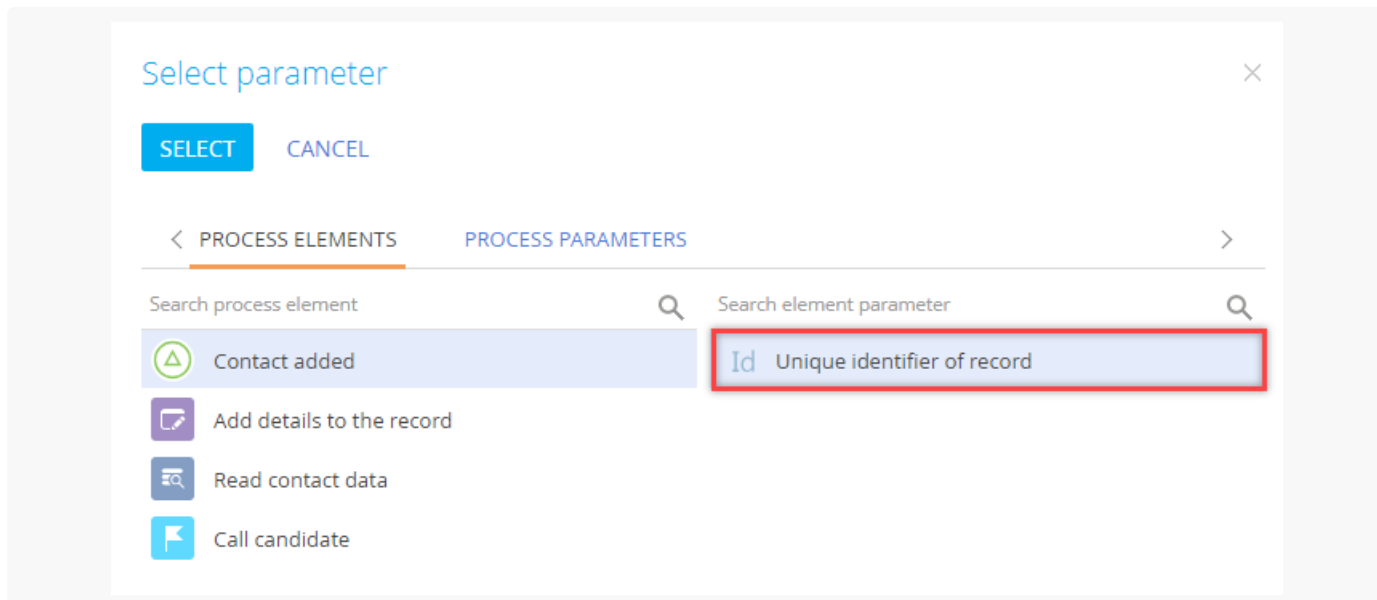 Select parameter
SELECT CANCEL
PROCESS ELEMENTS PROCESS PARAMETERS
Search process element Search element parameter
Contact added Id Unique identifier of record
Add details to the record
Read contact data
Call candidate